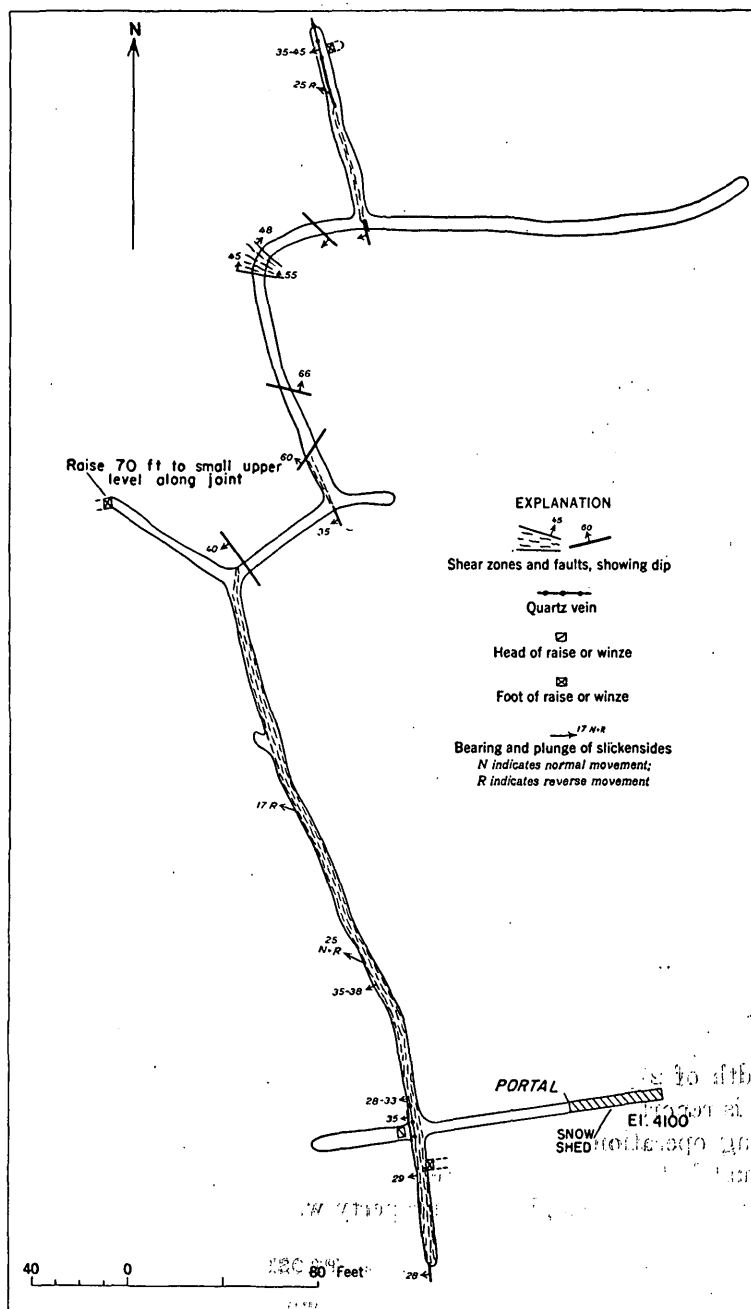 N
35-45
25 R
48
45
55
66
60
Raise 70 ft to small upper
level along joint
35
40
EXPLANATION
45
60
Shear zones and faults, showing dip
Quartz vein
Head of raise or winze
Foot of raise or winze
17 N+R
Bearing and plunge of slickensides
N indicates normal movement;
R indicates reverse movement
17 R
25
N+R
35-38
28-33
35
PORTAL
El. 4100
SNOW
SHED
29
28
40 0 80 Feet